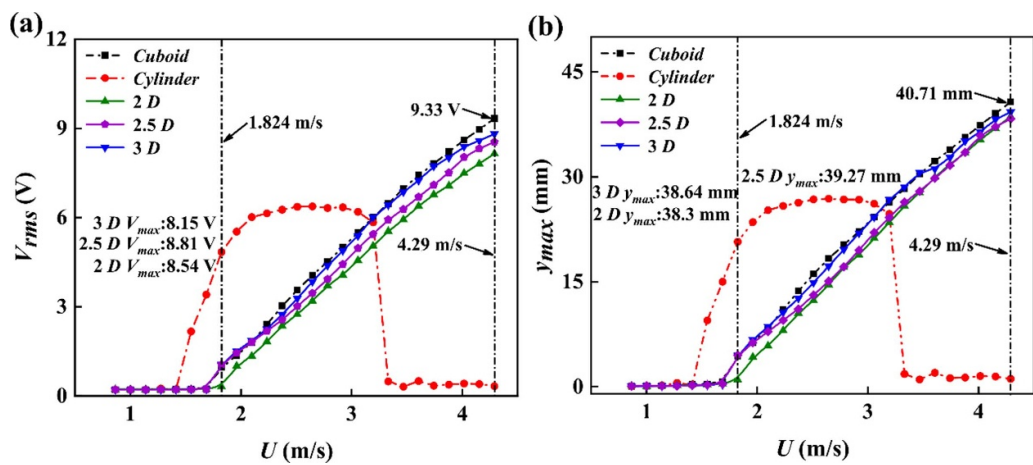 (a)
12
9
6
3
0
Vrms (V)
Cuboid
Cylinder
2 D
2.5 D
3 D
9.33 V
1.824 m/s
3 D Vmax:8.15 V
2.5 D Vmax:8.81 V
2 D Vmax:8.54 V
4.29 m/s
1 2 3 4
U (m/s)
(b)
45
30
15
0
ymax (mm)
Cuboid
Cylinder
2 D
2.5 D
3 D
40.71 mm
1.824 m/s
2.5 D ymax:39.27 mm
3 D ymax:38.64 mm
2 D ymax:38.3 mm
4.29 m/s
1 2 3 4
U (m/s)